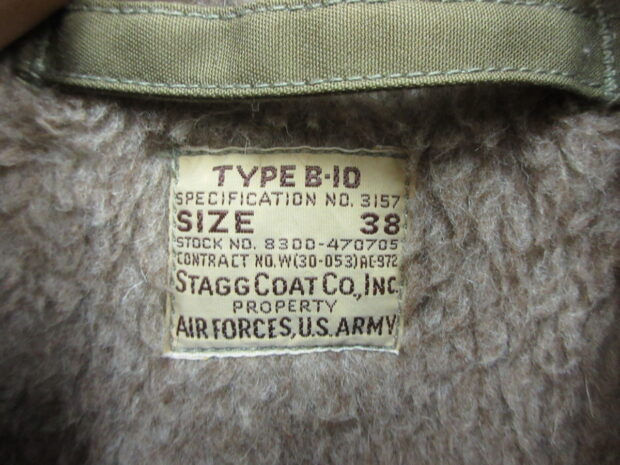 TYPE B-10
SPECIFICATION NO. 3157
SIZE 38
STOCK NO. 8300-470705
CONTRACT NO. W(30-053)AC-972
STAGG COAT CO., INC.
PROPERTY
AIR FORCES, U.S. ARMY